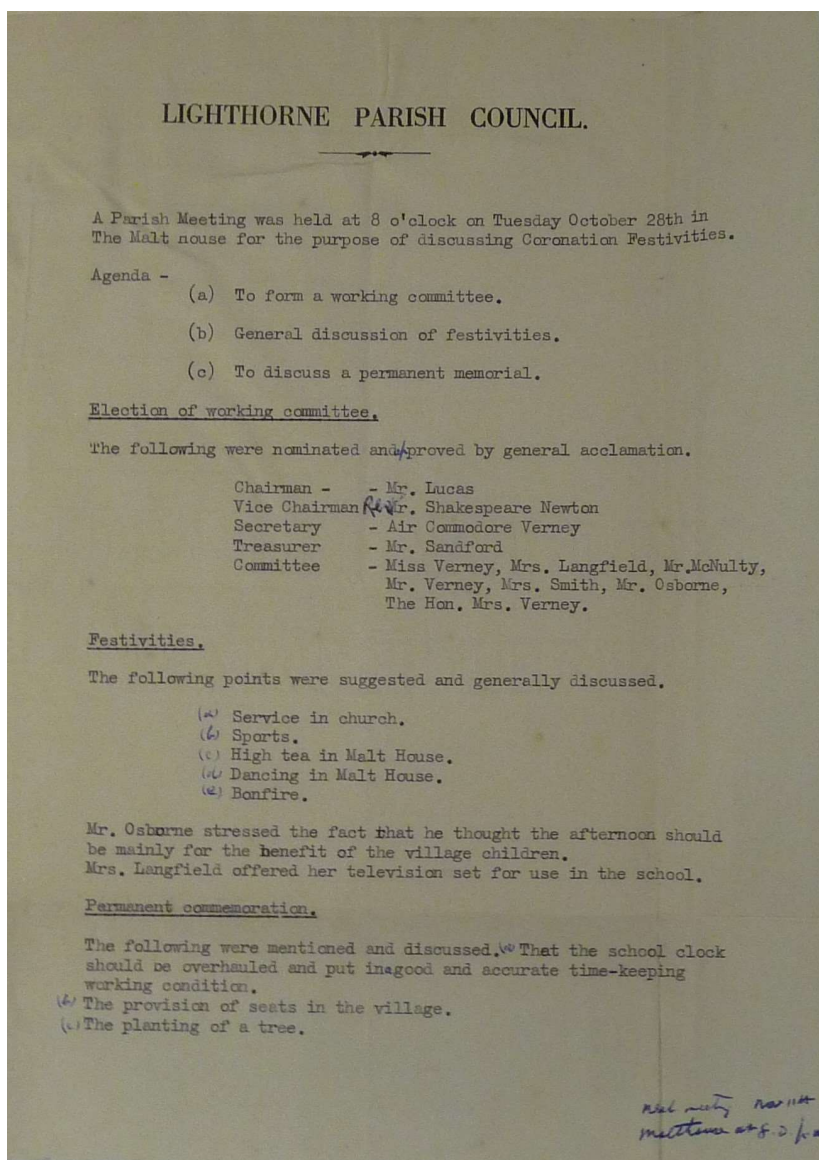 LIGHTHORNE PARISH COUNCIL.
A Parish Meeting was held at 8 o'clock on Tuesday October 28th in
The Malt house for the purpose of discussing Coronation Festivities.
Agenda -
(a) To form a working committee.
(b) General discussion of festivities.
(c) To discuss a permanent memorial.
Election of working committee.
The following were nominated and approved by general acclamation.
Chairman - - Mr. Lucas
Vice Chairman Rev. Mr. Shakespeare Newton
Secretary - Air Commodore Verney
Treasurer - Mr. Sandford
Committee - Miss Verney, Mrs. Langfield, Mr.McNulty,
Mr. Verney, Mrs. Smith, Mr. Osborne,
The Hon. Mrs. Verney.
Festivities.
The following points were suggested and generally discussed.
(a) Service in church.
(b) Sports.
(c) High tea in Malt House.
(d) Dancing in Malt House.
(e) Bonfire.
Mr. Osborne stressed the fact that he thought the afternoon should
be mainly for the benefit of the village children.
Mrs. Langfield offered her television set for use in the school.
Permanent commemoration.
The following were mentioned and discussed. (a) That the school clock
should be overhauled and put in a good and accurate time-keeping
working condition.
(b) The provision of seats in the village.
(c) The planting of a tree.
Next meeting Nov 11th
Malthouse at 8.0 p.m